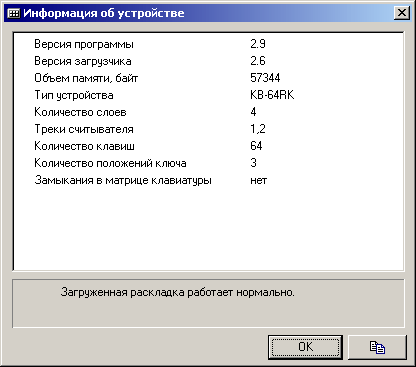 Информация об устройстве
Версия программы 2.9
Версия загрузчика 2.6
Объем памяти, байт 57344
Тип устройства KB-64RK
Количество слоев 4
Треки считывателя 1,2
Количество клавиш 64
Количество положений ключа 3
Замыкания в матрице клавиатуры нет
Загруженная раскладка работает нормально.
OK